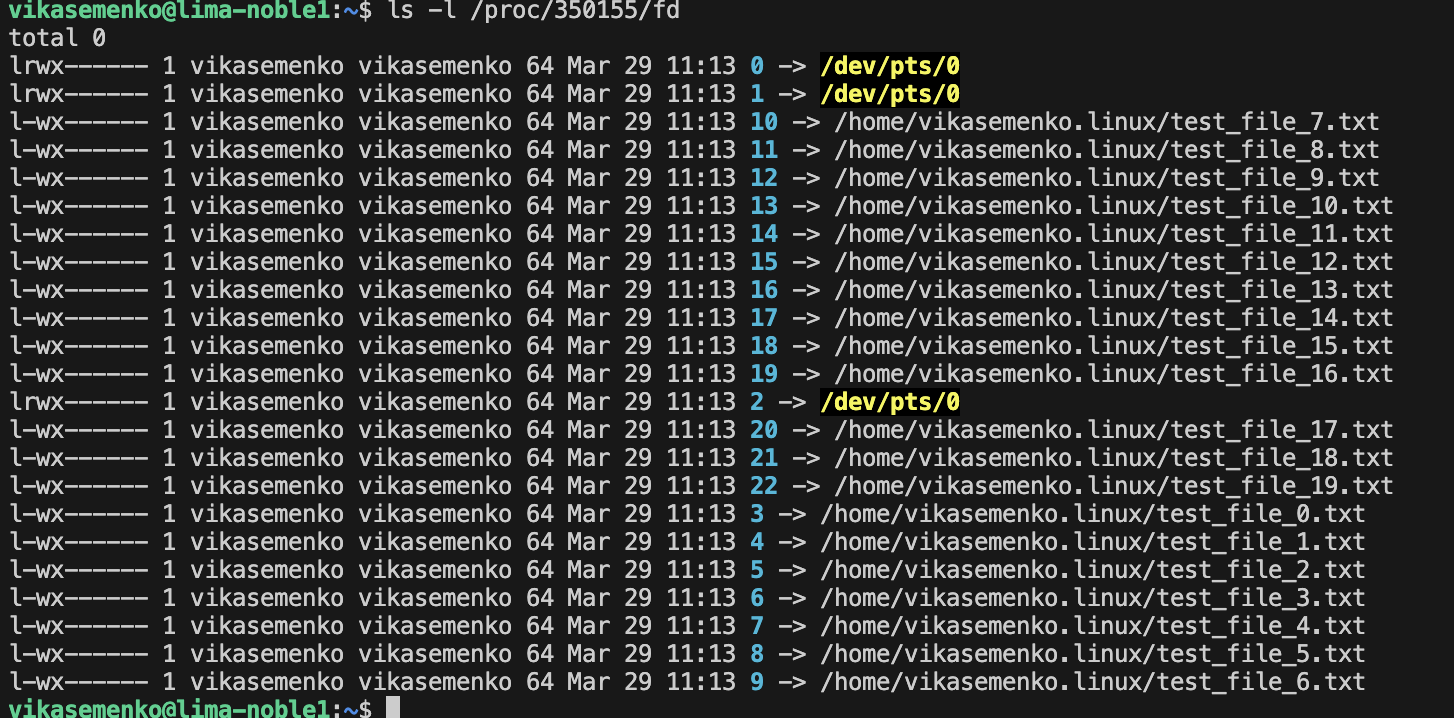 vikasemenko@lima-noble1:~$ ls -l /proc/350155/fd
total 0
lrwx------ 1 vikasemenko vikasemenko 64 Mar 29 11:13 0 -> /dev/pts/0
lrwx------ 1 vikasemenko vikasemenko 64 Mar 29 11:13 1 -> /dev/pts/0
l-wx------ 1 vikasemenko vikasemenko 64 Mar 29 11:13 10 -> /home/vikasemenko.linux/test_file_7.txt
l-wx------ 1 vikasemenko vikasemenko 64 Mar 29 11:13 11 -> /home/vikasemenko.linux/test_file_8.txt
l-wx------ 1 vikasemenko vikasemenko 64 Mar 29 11:13 12 -> /home/vikasemenko.linux/test_file_9.txt
l-wx------ 1 vikasemenko vikasemenko 64 Mar 29 11:13 13 -> /home/vikasemenko.linux/test_file_10.txt
l-wx------ 1 vikasemenko vikasemenko 64 Mar 29 11:13 14 -> /home/vikasemenko.linux/test_file_11.txt
l-wx------ 1 vikasemenko vikasemenko 64 Mar 29 11:13 15 -> /home/vikasemenko.linux/test_file_12.txt
l-wx------ 1 vikasemenko vikasemenko 64 Mar 29 11:13 16 -> /home/vikasemenko.linux/test_file_13.txt
l-wx------ 1 vikasemenko vikasemenko 64 Mar 29 11:13 17 -> /home/vikasemenko.linux/test_file_14.txt
l-wx------ 1 vikasemenko vikasemenko 64 Mar 29 11:13 18 -> /home/vikasemenko.linux/test_file_15.txt
l-wx------ 1 vikasemenko vikasemenko 64 Mar 29 11:13 19 -> /home/vikasemenko.linux/test_file_16.txt
lrwx------ 1 vikasemenko vikasemenko 64 Mar 29 11:13 2 -> /dev/pts/0
l-wx------ 1 vikasemenko vikasemenko 64 Mar 29 11:13 20 -> /home/vikasemenko.linux/test_file_17.txt
l-wx------ 1 vikasemenko vikasemenko 64 Mar 29 11:13 21 -> /home/vikasemenko.linux/test_file_18.txt
l-wx------ 1 vikasemenko vikasemenko 64 Mar 29 11:13 22 -> /home/vikasemenko.linux/test_file_19.txt
l-wx------ 1 vikasemenko vikasemenko 64 Mar 29 11:13 3 -> /home/vikasemenko.linux/test_file_0.txt
l-wx------ 1 vikasemenko vikasemenko 64 Mar 29 11:13 4 -> /home/vikasemenko.linux/test_file_1.txt
l-wx------ 1 vikasemenko vikasemenko 64 Mar 29 11:13 5 -> /home/vikasemenko.linux/test_file_2.txt
l-wx------ 1 vikasemenko vikasemenko 64 Mar 29 11:13 6 -> /home/vikasemenko.linux/test_file_3.txt
l-wx------ 1 vikasemenko vikasemenko 64 Mar 29 11:13 7 -> /home/vikasemenko.linux/test_file_4.txt
l-wx------ 1 vikasemenko vikasemenko 64 Mar 29 11:13 8 -> /home/vikasemenko.linux/test_file_5.txt
l-wx------ 1 vikasemenko vikasemenko 64 Mar 29 11:13 9 -> /home/vikasemenko.linux/test_file_6.txt
vikasemenko@lima-noble1:~$